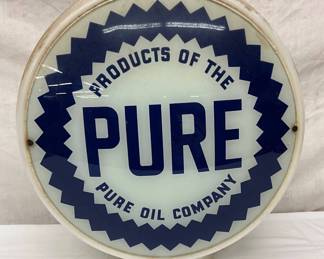 PRODUCTS OF THE
PURE
PURE OIL COMPANY